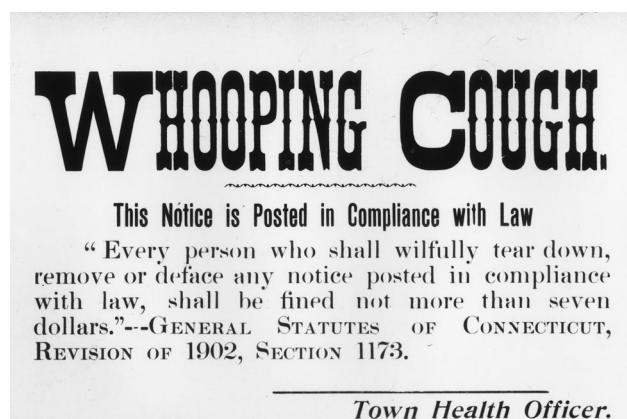 WHOOPING COUGH.
This Notice is Posted in Compliance with Law
“Every person who shall wilfully tear down,
remove or deface any notice posted in compliance
with law, shall be fined not more than seven
dollars.”---GENERAL STATUTES OF CONNECTICUT,
REVISION OF 1902, SECTION 1173.
Town Health Officer.